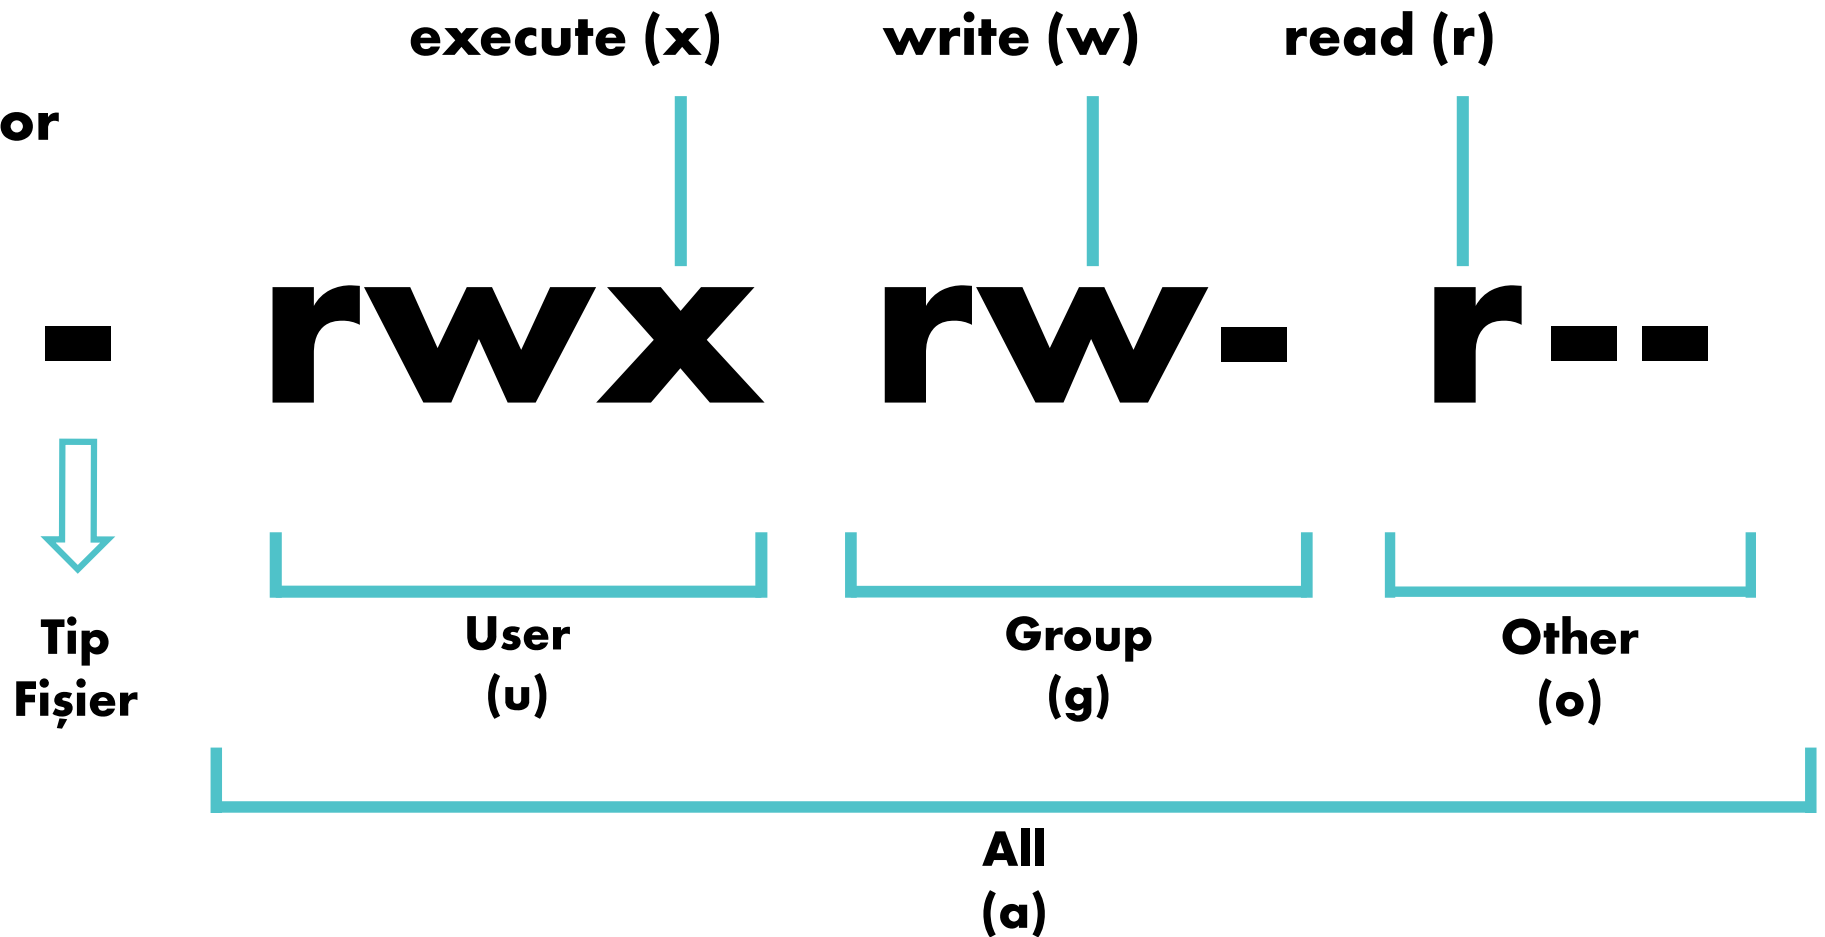 execute (x) write (w) read (r)
or
- rwx rw- r--
Tip
Fișier
User
(u)
Group
(g)
Other
(o)
All
(a)